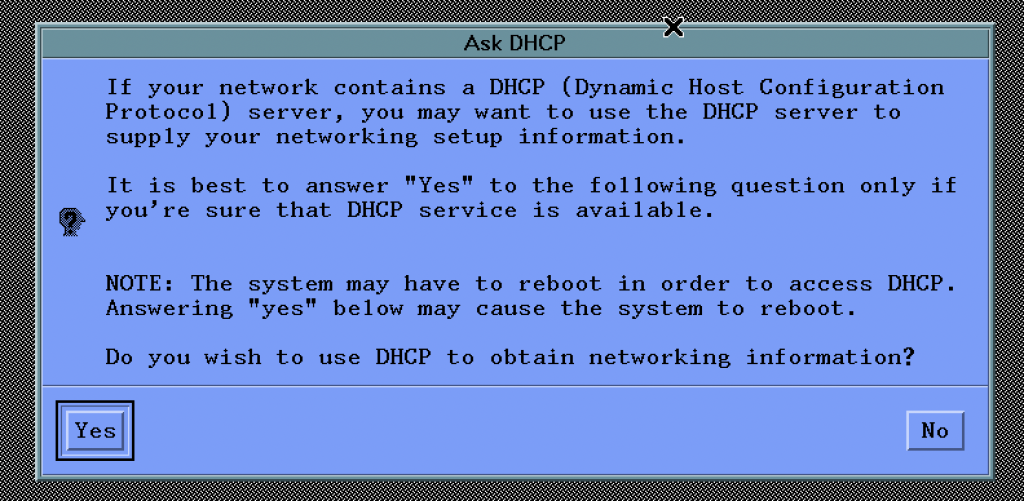 Ask DHCP
If your network contains a DHCP (Dynamic Host Configuration
Protocol) server, you may want to use the DHCP server to
supply your networking setup information.
It is best to answer "Yes" to the following question only if
you're sure that DHCP service is available.
NOTE: The system may have to reboot in order to access DHCP.
Answering "yes" below may cause the system to reboot.
Do you wish to use DHCP to obtain networking information?
Yes
No